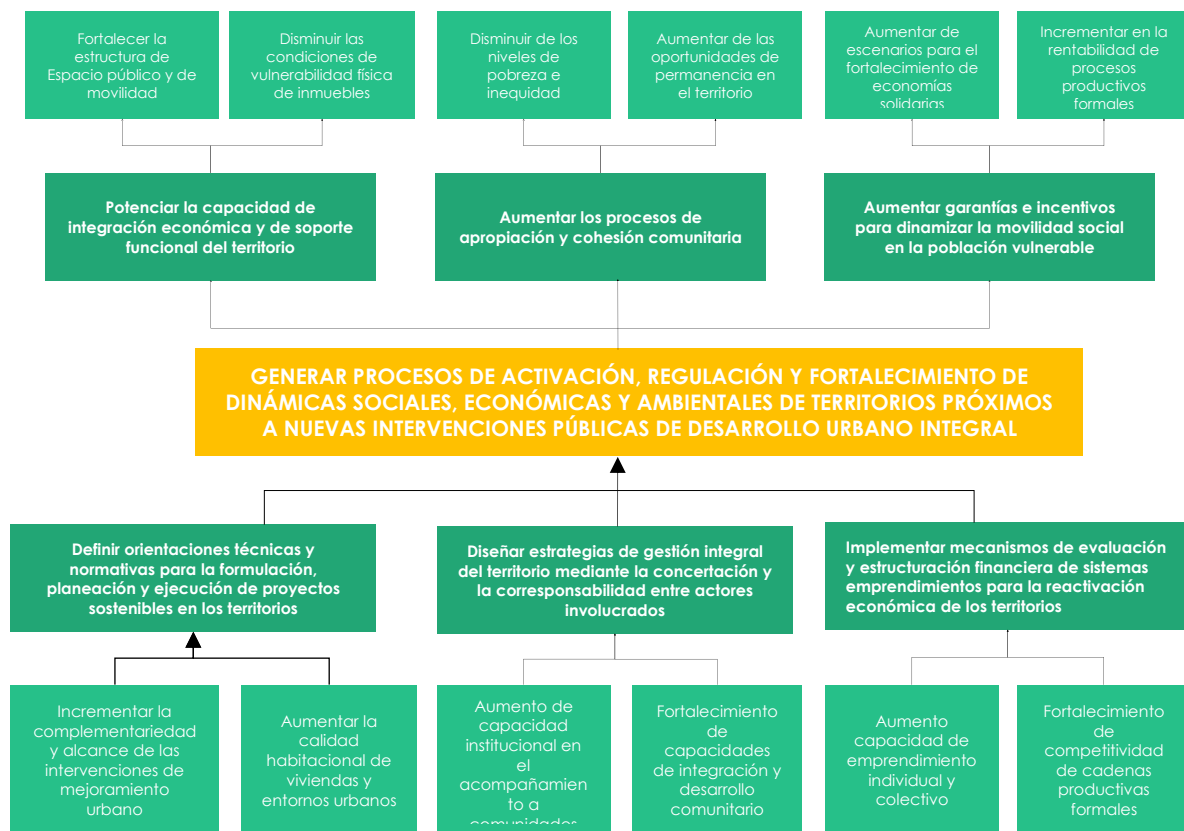 Fortalecer la
estructura de
Espacio público y de
movilidad
Disminuir las
condiciones de
vulnerabilidad física
de inmuebles
Disminuir de los
niveles de
pobreza e
inequidad
Aumentar de las
oportunidades de
permanencia en
el territorio
Aumentar de
escenarios para el
fortalecimiento de
economías
solidarias
Incrementar en la
rentabilidad de
procesos
productivos
formales
Potenciar la capacidad de
integración económica y de soporte
funcional del territorio
Aumentar los procesos de
apropiación y cohesión comunitaria
Aumentar garantías e incentivos
para dinamizar la movilidad social
en la población vulnerable
GENERAR PROCESOS DE ACTIVACIÓN, REGULACIÓN Y FORTALECIMIENTO DE
DINÁMICAS SOCIALES, ECONÓMICAS Y AMBIENTALES DE TERRITORIOS PRÓXIMOS
A NUEVAS INTERVENCIONES PÚBLICAS DE DESARROLLO URBANO INTEGRAL
Definir orientaciones técnicas y
normativas para la formulación,
planeación y ejecución de proyectos
sostenibles en los territorios
Diseñar estrategias de gestión integral
del territorio mediante la concertación y
la corresponsabilidad entre actores
involucrados
Implementar mecanismos de evaluación
y estructuración financiera de sistemas
emprendimientos para la reactivación
económica de los territorios
Incrementar la
complementariedad
y alcance de las
intervenciones de
mejoramiento
urbano
Aumentar la
calidad
habitacional de
viviendas y
entornos urbanos
Aumento de
capacidad
institucional en
el
acompañamien
to a
comunidades
Fortalecimiento
de
capacidades
de integración y
desarrollo
comunitario
Aumento
capacidad de
emprendimiento
individual y
colectivo
Fortalecimiento
de
competitividad
de cadenas
productivas
formales